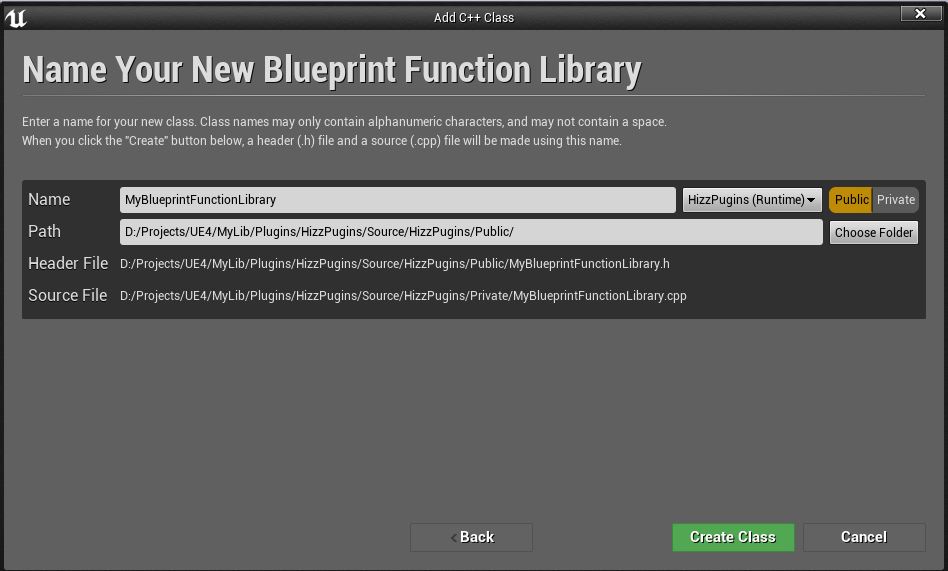 Add C++ Class
Name Your New Blueprint Function Library
Enter a name for your new class. Class names may only contain alphanumeric characters, and may not contain a space.
When you click the "Create" button below, a header (.h) file and a source (.cpp) file will be made using this name.
Name MyBlueprintFunctionLibrary HizzPugins (Runtime) Public Private
Path D:/Projects/UE4/MyLib/Plugins/HizzPugins/Source/HizzPugins/Public/ Choose Folder
Header File D:/Projects/UE4/MyLib/Plugins/HizzPugins/Source/HizzPugins/Public/MyBlueprintFunctionLibrary.h
Source File D:/Projects/UE4/MyLib/Plugins/HizzPugins/Source/HizzPugins/Private/MyBlueprintFunctionLibrary.cpp
< Back Create Class Cancel